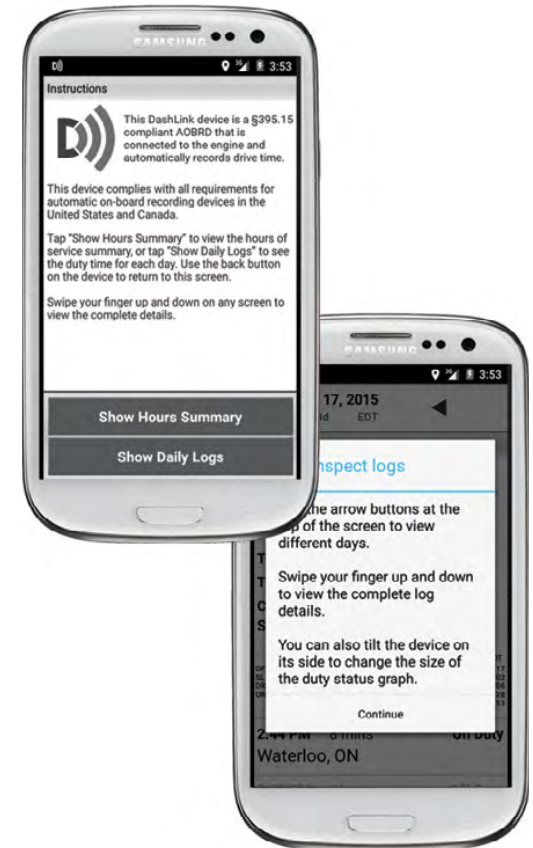 SAMSUNG
D)) 3G 3:53
Instructions
This DashLink device is a §395.15
compliant AOBRD that is
connected to the engine and
automatically records drive time.
This device complies with all requirements for
automatic on-board recording devices in the
United States and Canada.
Tap "Show Hours Summary" to view the hours of
service summary, or tap "Show Daily Logs" to see
the duty time for each day. Use the back button
on the device to return to this screen.
Swipe your finger up and down on any screen to
view the complete details.
Show Hours Summary
Show Daily Logs
SAMSUNG
3G 3:53
17, 2015
EDT
nspect logs
the arrow buttons at the
of the screen to view
different days.
Swipe your finger up and down
to view the complete log
details.
You can also tilt the device on
its side to change the size of
the duty status graph.
Continue
2:44 PM 8 mins On Duty
Waterloo, ON